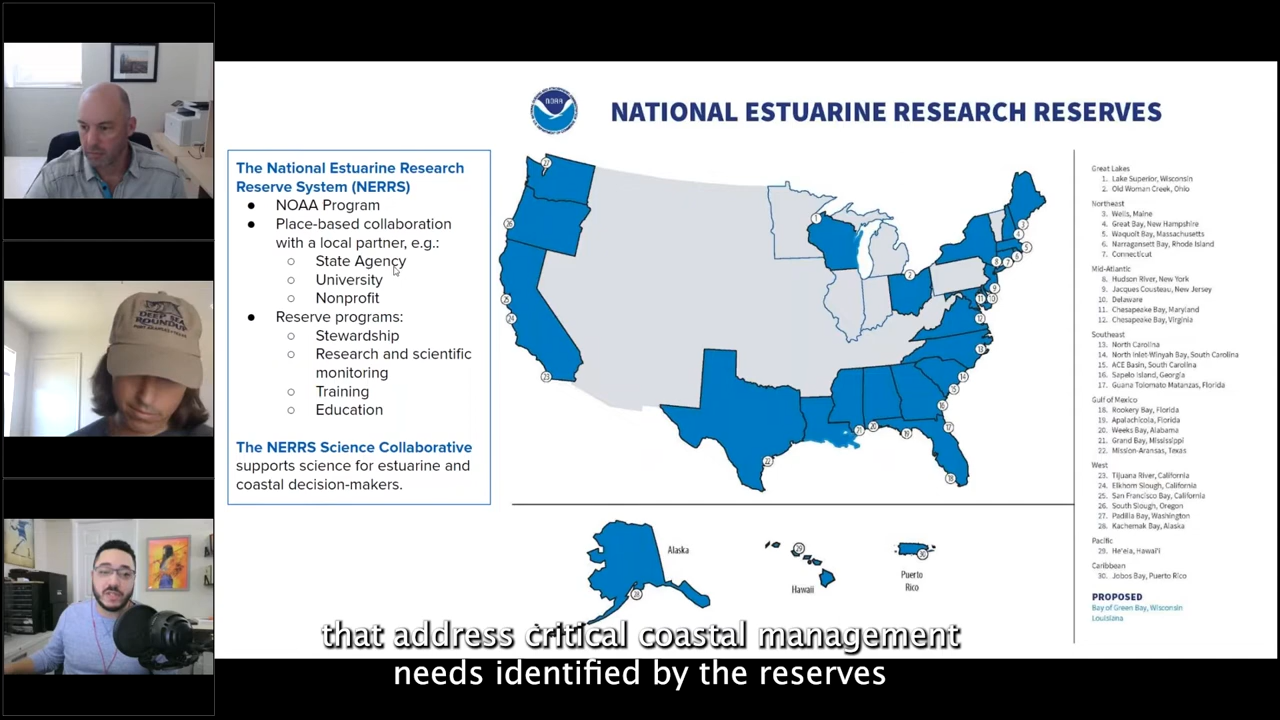 NATIONAL ESTUARINE RESEARCH RESERVES
NOAA
The National Estuarine Research
Reserve System (NERRS)
● NOAA Program
● Place-based collaboration
with a local partner, e.g.:
○ State Agency
○ University
○ Nonprofit
● Reserve programs:
○ Stewardship
○ Research and scientific
monitoring
○ Training
○ Education
The NERRS Science Collaborative
supports science for estuarine and
coastal decision-makers.
DEEP SEA
ROUNDUP
Alaska
Hawaii
Puerto
Rico
Great Lakes
1. Lake Superior, Wisconsin
2. Old Woman Creek, Ohio
Northeast
3. Wells, Maine
4. Great Bay, New Hampshire
5. Waquoit Bay, Massachusetts
6. Narragansett Bay, Rhode Island
7. Connecticut
Mid-Atlantic
8. Hudson River, New York
9. Jacques Cousteau, New Jersey
10. Delaware
11. Chesapeake Bay, Maryland
12. Chesapeake Bay, Virginia
Southeast
13. North Carolina
14. North Inlet-Winyah Bay, South Carolina
15. ACE Basin, South Carolina
16. Sapelo Island, Georgia
17. Guana Tolomato Matanzas, Florida
Gulf of Mexico
18. Rookery Bay, Florida
19. Apalachicola, Florida
20. Weeks Bay, Alabama
21. Grand Bay, Mississippi
22. Mission-Aransas, Texas
West
23. Tijuana River, California
24. Elkhorn Slough, California
25. San Francisco Bay, California
26. South Slough, Oregon
27. Padilla Bay, Washington
28. Kachemak Bay, Alaska
Pacific
29. He'eia, Hawai'i
Caribbean
30. Jobos Bay, Puerto Rico
PROPOSED
Bay of Green Bay, Wisconsin
Louisiana
that address critical coastal management
needs identified by the reserves